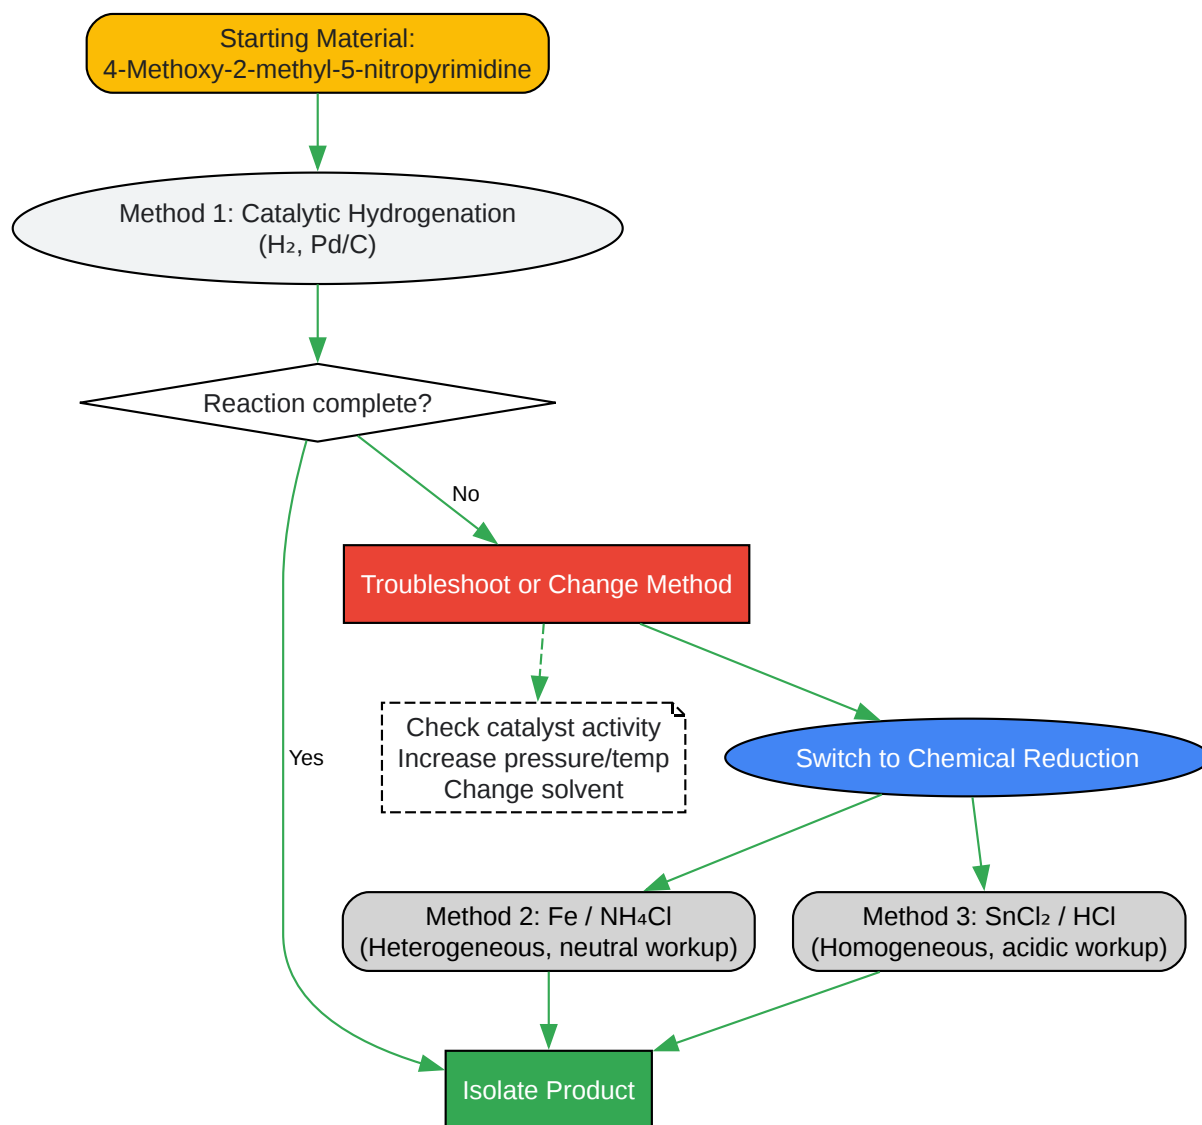 Starting Material:
4-Methoxy-2-methyl-5-nitropyrimidine
Method 1: Catalytic Hydrogenation
(H₂, Pd/C)
Reaction complete?
No
Troubleshoot or Change Method
Check catalyst activity
Increase pressure/temp
Change solvent
Yes
Switch to Chemical Reduction
Method 2: Fe / NH₄Cl
(Heterogeneous, neutral workup)
Method 3: SnCl₂ / HCl
(Homogeneous, acidic workup)
Isolate Product